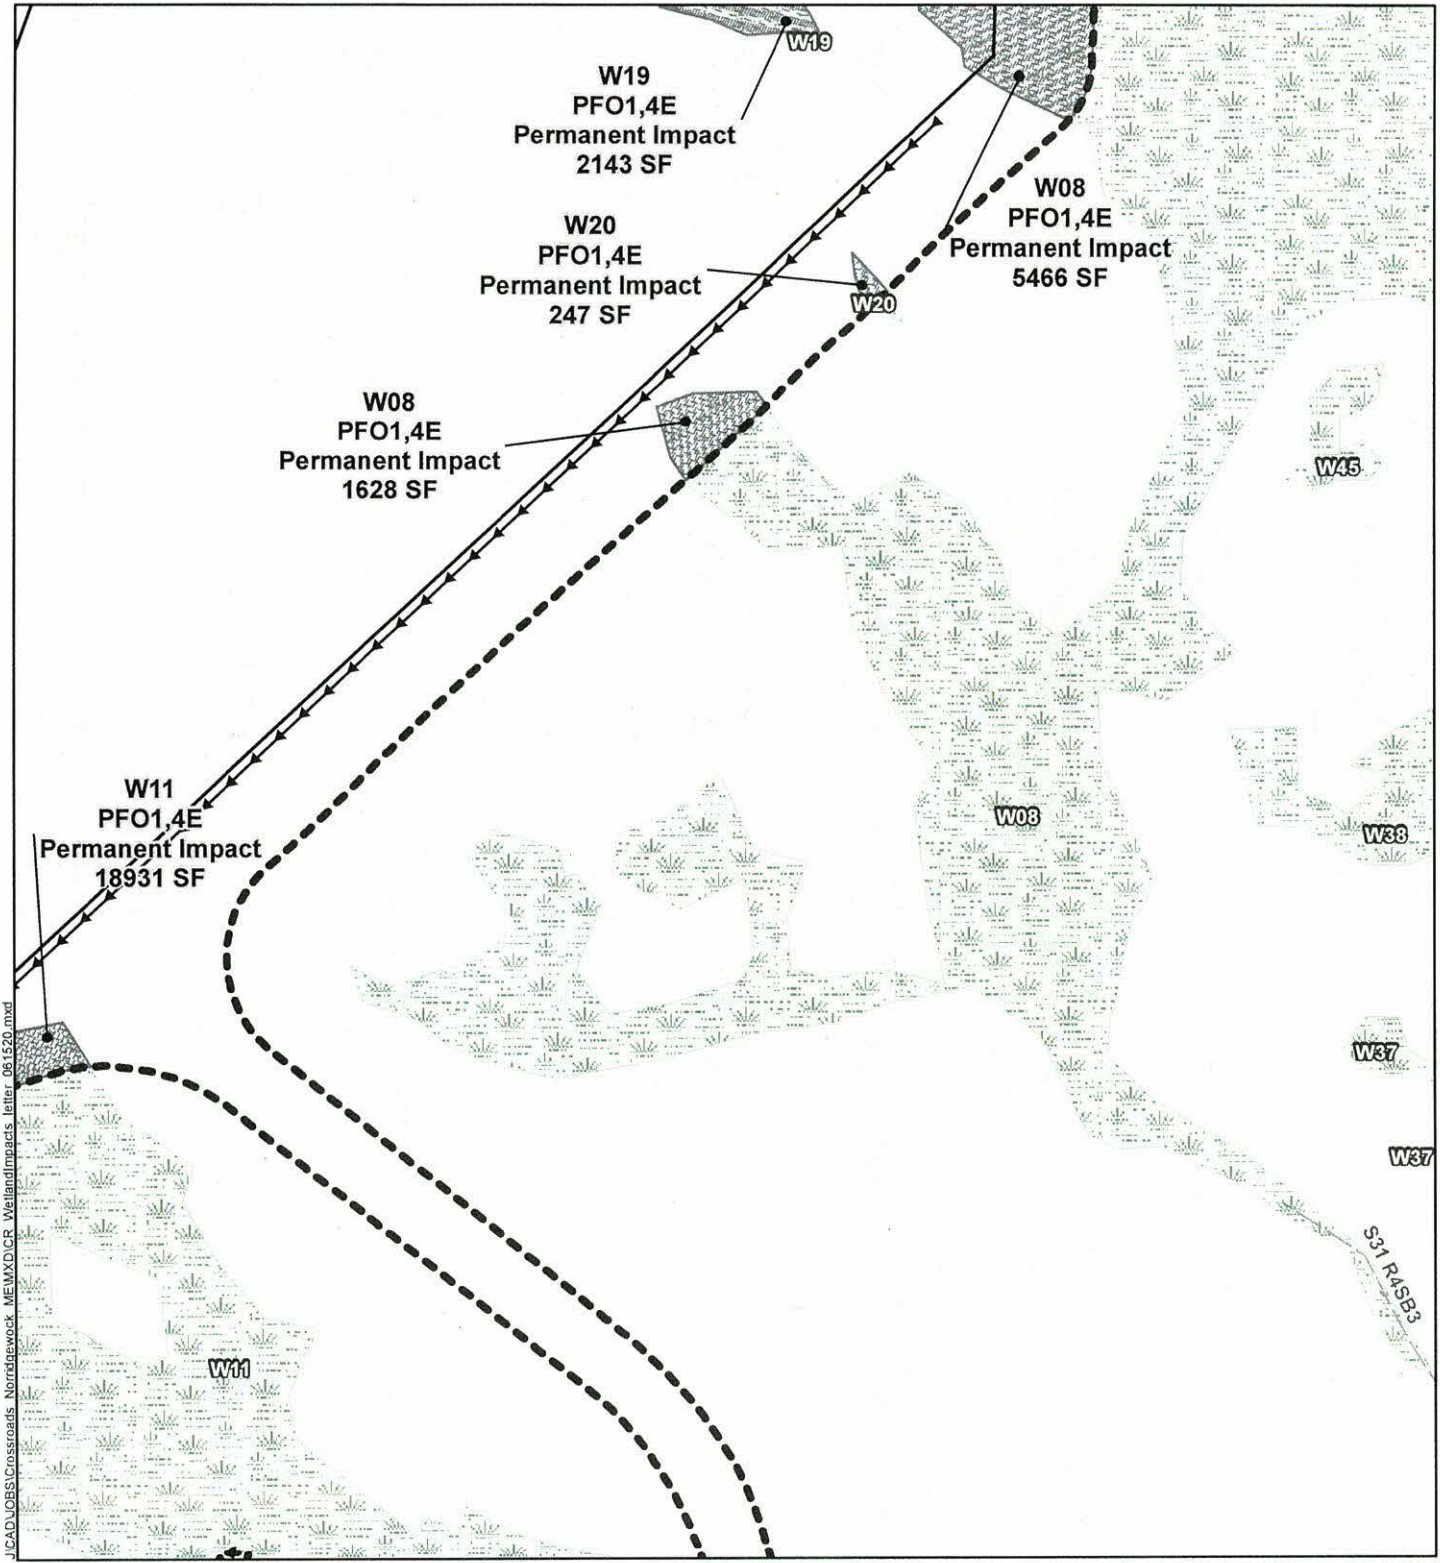 W19
W19
PFO1,4E
Permanent Impact
2143 SF
W08
PFO1,4E
Permanent Impact
5466 SF
W20
PFO1,4E
Permanent Impact
247 SF
W20
W08
PFO1,4E
Permanent Impact
1628 SF
W45
W11
PFO1,4E
Permanent Impact
18931 SF
W08
W38
W37
W37
S31 R4SB3
W11
J:\CAD\JOBS\Crossroads_Norridgewock_ME\MXD\CR_WetlandImpacts_letter_061520.mxd